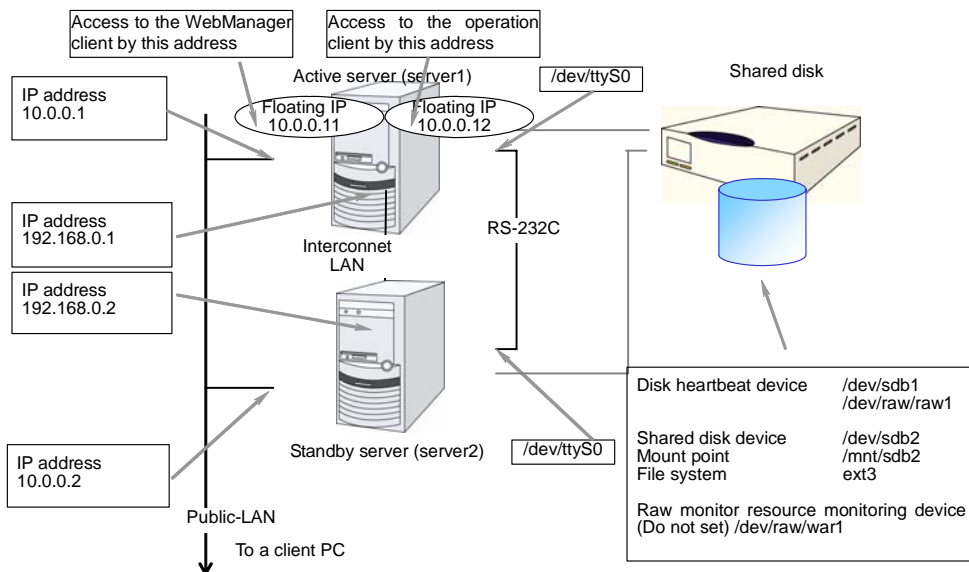 Access to the WebManager
client by this address
Access to the operation
client by this address
Active server (server1)
/dev/ttyS0
Shared disk
IP address
10.0.0.1
Floating IP
10.0.0.11
Floating IP
10.0.0.12
IP address
192.168.0.1
Interconnet
LAN
RS-232C
IP address
192.168.0.2
Disk heartbeat device /dev/sdb1
/dev/raw/raw1
Shared disk device /dev/sdb2
Mount point /mnt/sdb2
File system ext3
Raw monitor resource monitoring device
(Do not set) /dev/raw/war1
Standby server (server2)
/dev/ttyS0
IP address
10.0.0.2
Public-LAN
To a client PC